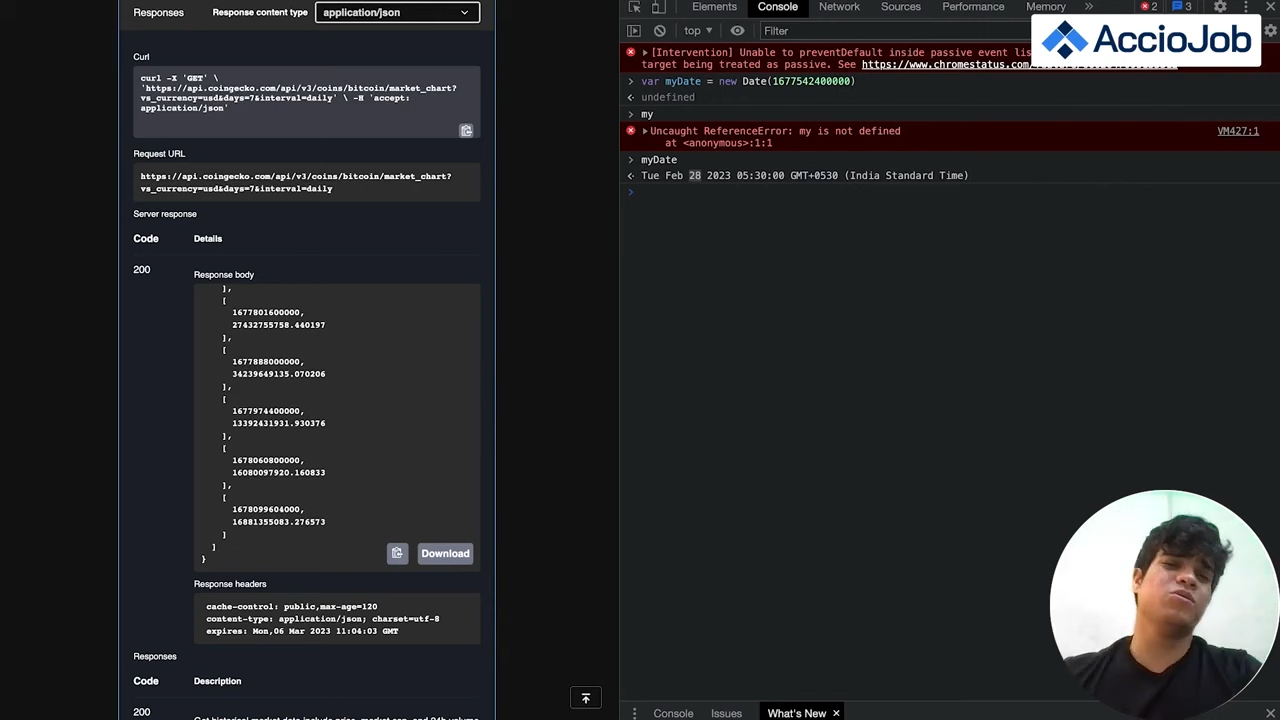 Responses
Response content type
application/json
Curl
curl -X 'GET' \
'https://api.coingecko.com/api/v3/coins/bitcoin/market_chart?
vs_currency=usd&days=7&interval=daily' \ -H 'accept:
application/json'
Request URL
https://api.coingecko.com/api/v3/coins/bitcoin/market_chart?
vs_currency=usd&days=7&interval=daily
Server response
Code Details
200
Response body
],
[
1677801600000,
27432755758.440197
],
[
1677888000000,
34239649135.070206
],
[
1677974400000,
13392431931.930376
],
[
1678060800000,
16080097920.160833
],
[
1678099604000,
16881355083.276573
]
]
}
Download
Response headers
cache-control: public,max-age=120
content-type: application/json; charset=utf-8
expires: Mon,06 Mar 2023 11:04:03 GMT
Responses
Code Description
200
Elements Console Network Sources Performance Memory » 2 3
top Filter
AccioJob
[Intervention] Unable to preventDefault inside passive event
target being treated as passive. See https://www.chromestatus.com
> var myDate = new Date(1677542400000)
undefined
> my
Uncaught ReferenceError: my is not defined VM427:1
at <anonymous>:1:1
> myDate
Tue Feb 28 2023 05:30:00 GMT+0530 (India Standard Time)
>
Console Issues What's New ×